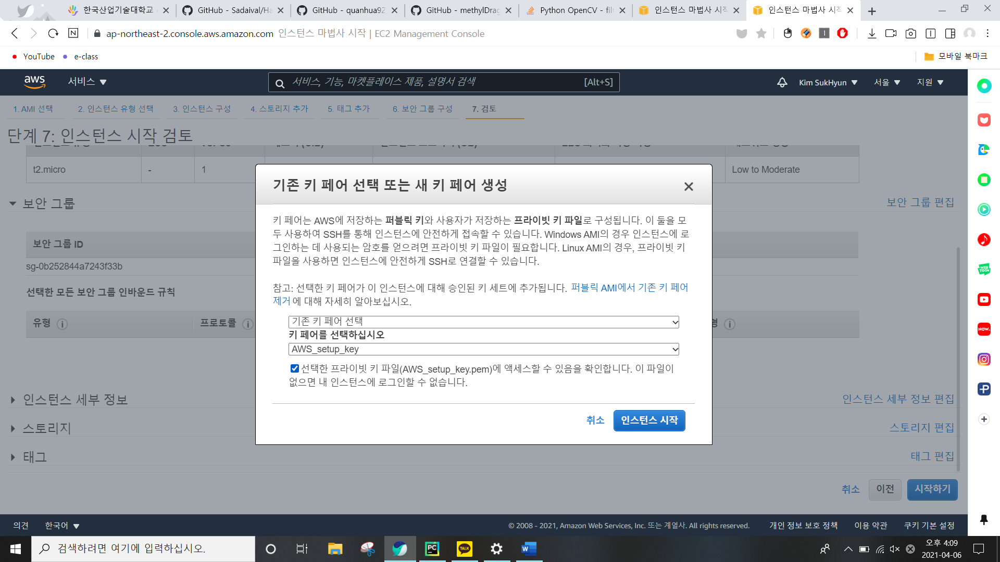 한국산업기술대학교
GitHub - Sadaival/Ha
GitHub - quanhua92
GitHub - methylDrag
Python OpenCV - filt
인스턴스 마법사 시작
인스턴스 마법사 시작
ap-northeast-2.console.aws.amazon.com 인스턴스 마법사 시작 | EC2 Management Console
YouTube
e-class
모바일 북마크
aws
서비스
서비스, 기능, 마켓플레이스 제품, 설명서 검색 [Alt+S]
Kim SukHyun
서울
지원
1. AMI 선택
2. 인스턴스 유형 선택
3. 인스턴스 구성
4. 스토리지 추가
5. 태그 추가
6. 보안 그룹 구성
7. 검토
단계 7: 인스턴스 시작 검토
t2.micro - 1 Low to Moderate
보안 그룹
보안 그룹 편집
보안 그룹 ID
sg-0b252844a7243f33b
선택한 모든 보안 그룹 인바운드 규칙
유형
프로토콜
기존 키 페어 선택 또는 새 키 페어 생성
키 페어는 AWS에 저장하는 퍼블릭 키와 사용자가 저장하는 프라이빗 키 파일로 구성됩니다. 이 둘을 모
두 사용하여 SSH를 통해 인스턴스에 안전하게 접속할 수 있습니다. Windows AMI의 경우 인스턴스에 로
그인하는 데 사용되는 암호를 얻으려면 프라이빗 키 파일이 필요합니다. Linux AMI의 경우, 프라이빗 키
파일을 사용하면 인스턴스에 안전하게 SSH로 연결할 수 있습니다.
참고: 선택한 키 페어가 이 인스턴스에 대해 승인된 키 세트에 추가됩니다. 퍼블릭 AMI에서 기존 키 페어
제거 에 대해 자세히 알아보십시오.
기존 키 페어 선택
키 페어를 선택하십시오
AWS_setup_key
선택한 프라이빗 키 파일(AWS_setup_key.pem)에 액세스할 수 있음을 확인합니다. 이 파일이
없으면 내 인스턴스에 로그인할 수 없습니다.
취소
인스턴스 시작
인스턴스 세부 정보
인스턴스 세부 정보 편집
스토리지
스토리지 편집
태그
태그 편집
취소
이전
시작하기
의견
한국어
© 2008 - 2021, Amazon Web Services, Inc. 또는 계열사. All rights reserved.
개인 정보 보호 정책
이용 약관
쿠키 기본 설정
WEB
TOON
NOW.
검색하려면 여기에 입력하십시오.
PC
TALK
W
오후 4:09
2021-04-06